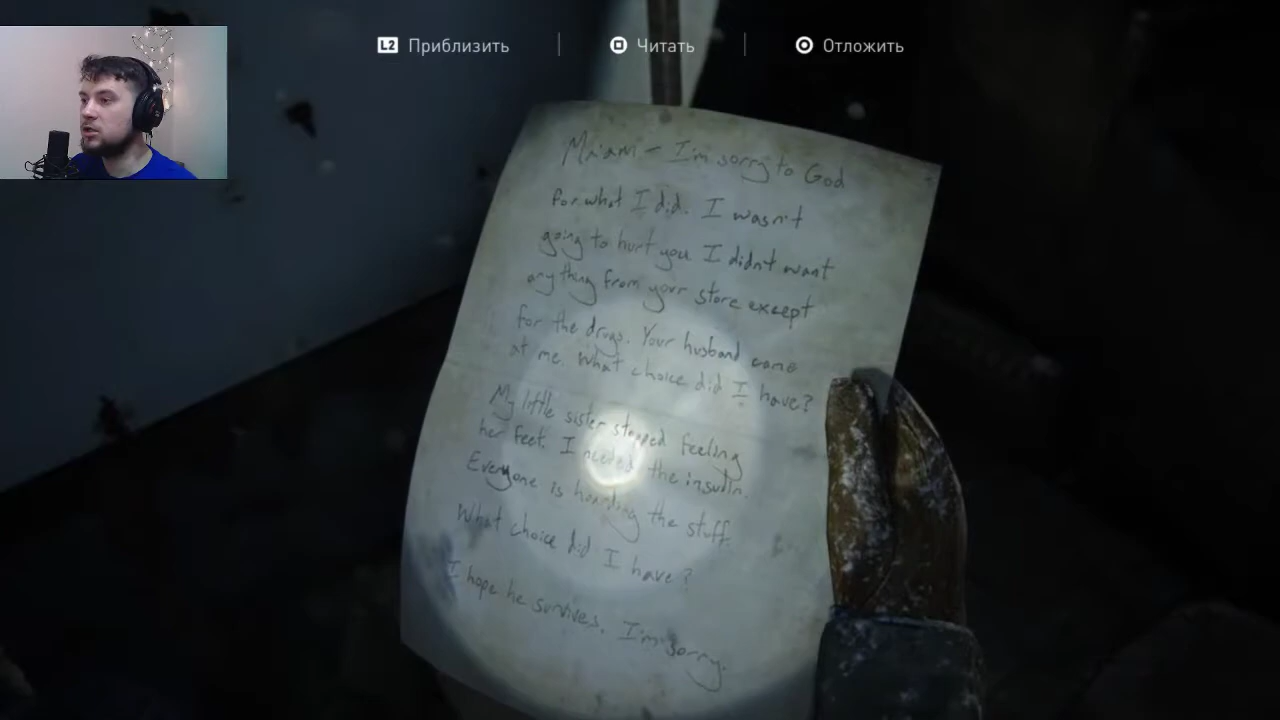 L2 Приблизить
Читать
Отложить
Ma'am - I'm sorry to God
for what I did. I wasn't
going to hurt you I didn't want
anything from your store except
for the drugs. Your husband came
at me. What choice did I have?
My little sister stopped feeling
her feet. I needed the insulin.
Everyone is hoarding the stuff.
What choice did I have?
I hope he survives. I'm sorry.